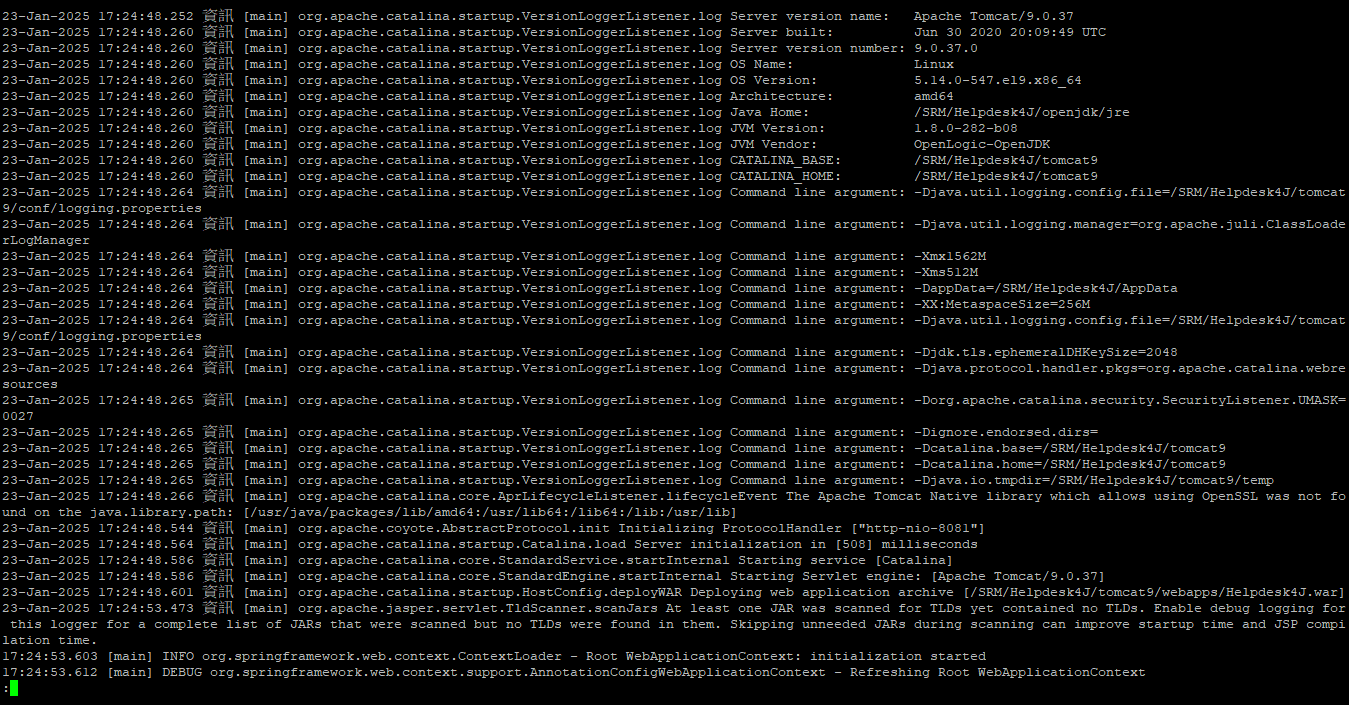 23-Jan-2025 17:24:48.252 資訊 [main] org.apache.catalina.startup.VersionLoggerListener.log Server version name:   Apache Tomcat/9.0.37
23-Jan-2025 17:24:48.260 資訊 [main] org.apache.catalina.startup.VersionLoggerListener.log Server built:          Jun 30 2020 20:09:49 UTC
23-Jan-2025 17:24:48.260 資訊 [main] org.apache.catalina.startup.VersionLoggerListener.log Server version number: 9.0.37.0
23-Jan-2025 17:24:48.260 資訊 [main] org.apache.catalina.startup.VersionLoggerListener.log OS Name:               Linux
23-Jan-2025 17:24:48.260 資訊 [main] org.apache.catalina.startup.VersionLoggerListener.log OS Version:            5.14.0-547.el9.x86_64
23-Jan-2025 17:24:48.260 資訊 [main] org.apache.catalina.startup.VersionLoggerListener.log Architecture:          amd64
23-Jan-2025 17:24:48.260 資訊 [main] org.apache.catalina.startup.VersionLoggerListener.log Java Home:             /SRM/Helpdesk4J/openjdk/jre
23-Jan-2025 17:24:48.260 資訊 [main] org.apache.catalina.startup.VersionLoggerListener.log JVM Version:           1.8.0-282-b08
23-Jan-2025 17:24:48.260 資訊 [main] org.apache.catalina.startup.VersionLoggerListener.log JVM Vendor:            OpenLogic-OpenJDK
23-Jan-2025 17:24:48.260 資訊 [main] org.apache.catalina.startup.VersionLoggerListener.log CATALINA_BASE:         /SRM/Helpdesk4J/tomcat9
23-Jan-2025 17:24:48.260 資訊 [main] org.apache.catalina.startup.VersionLoggerListener.log CATALINA_HOME:         /SRM/Helpdesk4J/tomcat9
23-Jan-2025 17:24:48.264 資訊 [main] org.apache.catalina.startup.VersionLoggerListener.log Command line argument: -Djava.util.logging.config.file=/SRM/Helpdesk4J/tomcat
9/conf/logging.properties
23-Jan-2025 17:24:48.264 資訊 [main] org.apache.catalina.startup.VersionLoggerListener.log Command line argument: -Djava.util.logging.manager=org.apache.juli.ClassLoade
rLogManager
23-Jan-2025 17:24:48.264 資訊 [main] org.apache.catalina.startup.VersionLoggerListener.log Command line argument: -Xmx1562M
23-Jan-2025 17:24:48.264 資訊 [main] org.apache.catalina.startup.VersionLoggerListener.log Command line argument: -Xms512M
23-Jan-2025 17:24:48.264 資訊 [main] org.apache.catalina.startup.VersionLoggerListener.log Command line argument: -DappData=/SRM/Helpdesk4J/AppData
23-Jan-2025 17:24:48.264 資訊 [main] org.apache.catalina.startup.VersionLoggerListener.log Command line argument: -XX:MetaspaceSize=256M
23-Jan-2025 17:24:48.264 資訊 [main] org.apache.catalina.startup.VersionLoggerListener.log Command line argument: -Djava.util.logging.config.file=/SRM/Helpdesk4J/tomcat
9/conf/logging.properties
23-Jan-2025 17:24:48.264 資訊 [main] org.apache.catalina.startup.VersionLoggerListener.log Command line argument: -Djdk.tls.ephemeralDHKeySize=2048
23-Jan-2025 17:24:48.264 資訊 [main] org.apache.catalina.startup.VersionLoggerListener.log Command line argument: -Djava.protocol.handler.pkgs=org.apache.catalina.webre
sources
23-Jan-2025 17:24:48.265 資訊 [main] org.apache.catalina.startup.VersionLoggerListener.log Command line argument: -Dorg.apache.catalina.security.SecurityListener.UMASK=
0027
23-Jan-2025 17:24:48.265 資訊 [main] org.apache.catalina.startup.VersionLoggerListener.log Command line argument: -Dignore.endorsed.dirs=
23-Jan-2025 17:24:48.265 資訊 [main] org.apache.catalina.startup.VersionLoggerListener.log Command line argument: -Dcatalina.base=/SRM/Helpdesk4J/tomcat9
23-Jan-2025 17:24:48.265 資訊 [main] org.apache.catalina.startup.VersionLoggerListener.log Command line argument: -Dcatalina.home=/SRM/Helpdesk4J/tomcat9
23-Jan-2025 17:24:48.265 資訊 [main] org.apache.catalina.startup.VersionLoggerListener.log Command line argument: -Djava.io.tmpdir=/SRM/Helpdesk4J/tomcat9/temp
23-Jan-2025 17:24:48.266 資訊 [main] org.apache.catalina.core.AprLifecycleListener.lifecycleEvent The Apache Tomcat Native library which allows using OpenSSL was not fo
und on the java.library.path: [/usr/java/packages/lib/amd64:/usr/lib64:/lib64:/lib:/usr/lib]
23-Jan-2025 17:24:48.544 資訊 [main] org.apache.coyote.AbstractProtocol.init Initializing ProtocolHandler ["http-nio-8081"]
23-Jan-2025 17:24:48.564 資訊 [main] org.apache.catalina.startup.Catalina.load Server initialization in [508] milliseconds
23-Jan-2025 17:24:48.586 資訊 [main] org.apache.catalina.core.StandardService.startInternal Starting service [Catalina]
23-Jan-2025 17:24:48.586 資訊 [main] org.apache.catalina.core.StandardEngine.startInternal Starting Servlet engine: [Apache Tomcat/9.0.37]
23-Jan-2025 17:24:48.601 資訊 [main] org.apache.catalina.startup.HostConfig.deployWAR Deploying web application archive [/SRM/Helpdesk4J/tomcat9/webapps/Helpdesk4J.war]
23-Jan-2025 17:24:53.473 資訊 [main] org.apache.jasper.servlet.TldScanner.scanJars At least one JAR was scanned for TLDs yet contained no TLDs. Enable debug logging for
 this logger for a complete list of JARs that were scanned but no TLDs were found in them. Skipping unneeded JARs during scanning can improve startup time and JSP compi
lation time.
17:24:53.603 [main] INFO org.springframework.web.context.ContextLoader - Root WebApplicationContext: initialization started
17:24:53.612 [main] DEBUG org.springframework.web.context.support.AnnotationConfigWebApplicationContext - Refreshing Root WebApplicationContext
: